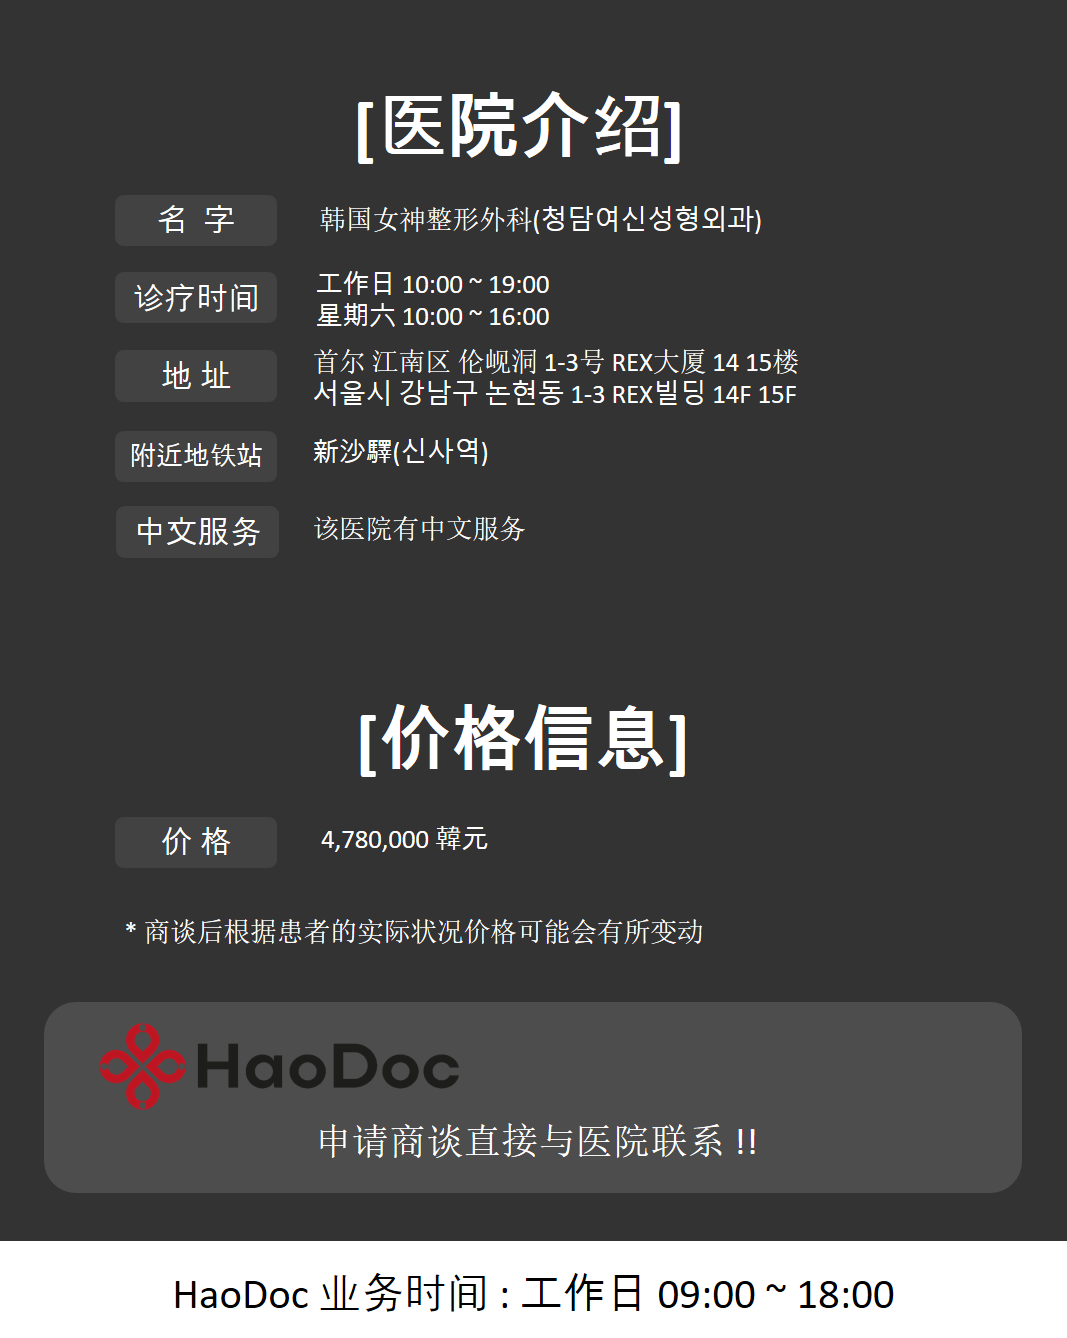 [医院介绍]
名 字
韩国女神整形外科(청담여신성형외과)
诊疗时间
工作日 10:00 ~ 19:00
星期六 10:00 ~ 16:00
地 址
首尔 江南区 伦岘洞 1-3号 REX大厦 14 15楼
서울시 강남구 논현동 1-3 REX빌딩 14F 15F
附近地铁站
新沙驛(신사역)
中文服务
该医院有中文服务
[价格信息]
价 格
4,780,000 韓元
* 商谈后根据患者的实际状况价格可能会有所变动
HaoDoc
申请商谈直接与医院联系 !!
HaoDoc 业务时间 : 工作日 09:00 ~ 18:00